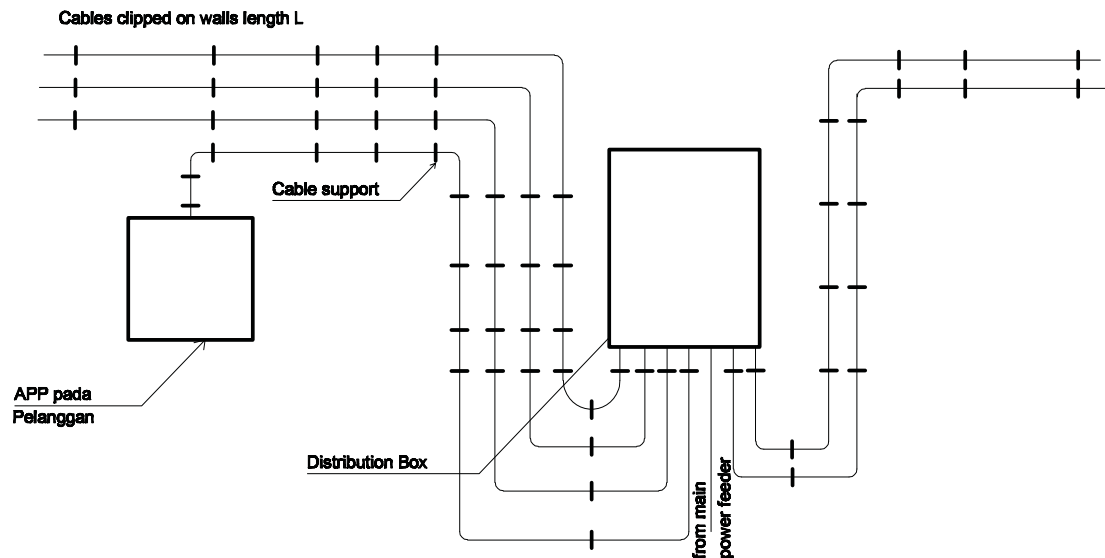 Cables clipped on walls length L
Cable support
APP pada
Pelanggan
Distribution Box
from main
power feeder